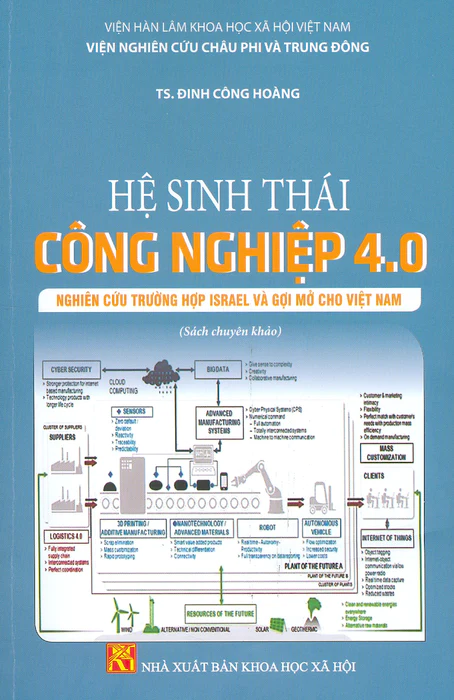 VIỆN HÀN LÂM KHOA HỌC XÃ HỘI VIỆT NAM
VIỆN NGHIÊN CỨU CHÂU PHI VÀ TRUNG ĐÔNG
TS. ĐINH CÔNG HOÀNG
HỆ SINH THÁI
CÔNG NGHIỆP 4.0
NGHIÊN CỨU TRƯỜNG HỢP ISRAEL VÀ GỢI MỞ CHO VIỆT NAM
(Sách chuyên khảo)
CYBER SECURITY
Stronger protection for internet
based manufacturing
Technology products with
longer life cycle
CLOUD
COMPUTING
BIGDATA
Give sense to complexity
Creativity
Collaborative manufacturing
SENSORS
Zero default /
deviation
Reactivity
Traceability
Predictability
ADVANCED
MANUFACTURING
SYSTEMS
Cyber Physical Systems (CPS)
Numerical command
Full automation
Totally interconnected systems
Machine to machine communication
Customer & marketing
intimacy
Flexibility
Perfect match with customer's
needs with production mass
efficiency
On demand manufacturing
MASS
CUSTOMIZATION
CLUSTER OF SUPPLIERS
SUPPLIERS
CLIENTS
LOGISTICS 4.0
Fully integrated
supply chain
Interconnected systems
Perfect coordination
3D PRINTING /
ADDITIVE MANUFACTURING
Scrap elimination
Mass customization
Rapid prototyping
NANOTECHNOLOGY /
ADVANCED MATERIALS
Smart value added products
Technical differentiation
Connectivity
ROBOT
Real time - Autonomy -
Productivity
Full transparency on data reporting
AUTONOMOUS
VEHICLE
Flow optimization
Increased security
Lower costs
PLANT OF THE FUTURE A
PLANT OF THE FUTURE B
CLUSTER OF PLANTS
INTERNET OF THINGS
Object tagging
Internet-object
communication via low
power radio
Real time data capture
Optimized stocks
Reduced wastes
RESOURCES OF THE FUTURE
WIND
ALTERNATIVE / NON CONVENTIONAL
SOLAR
GEOTHERMIC
Clean and renewable energies
everywhere
Energy Storage
Alternative raw materials
NHÀ XUẤT BẢN KHOA HỌC XÃ HỘI